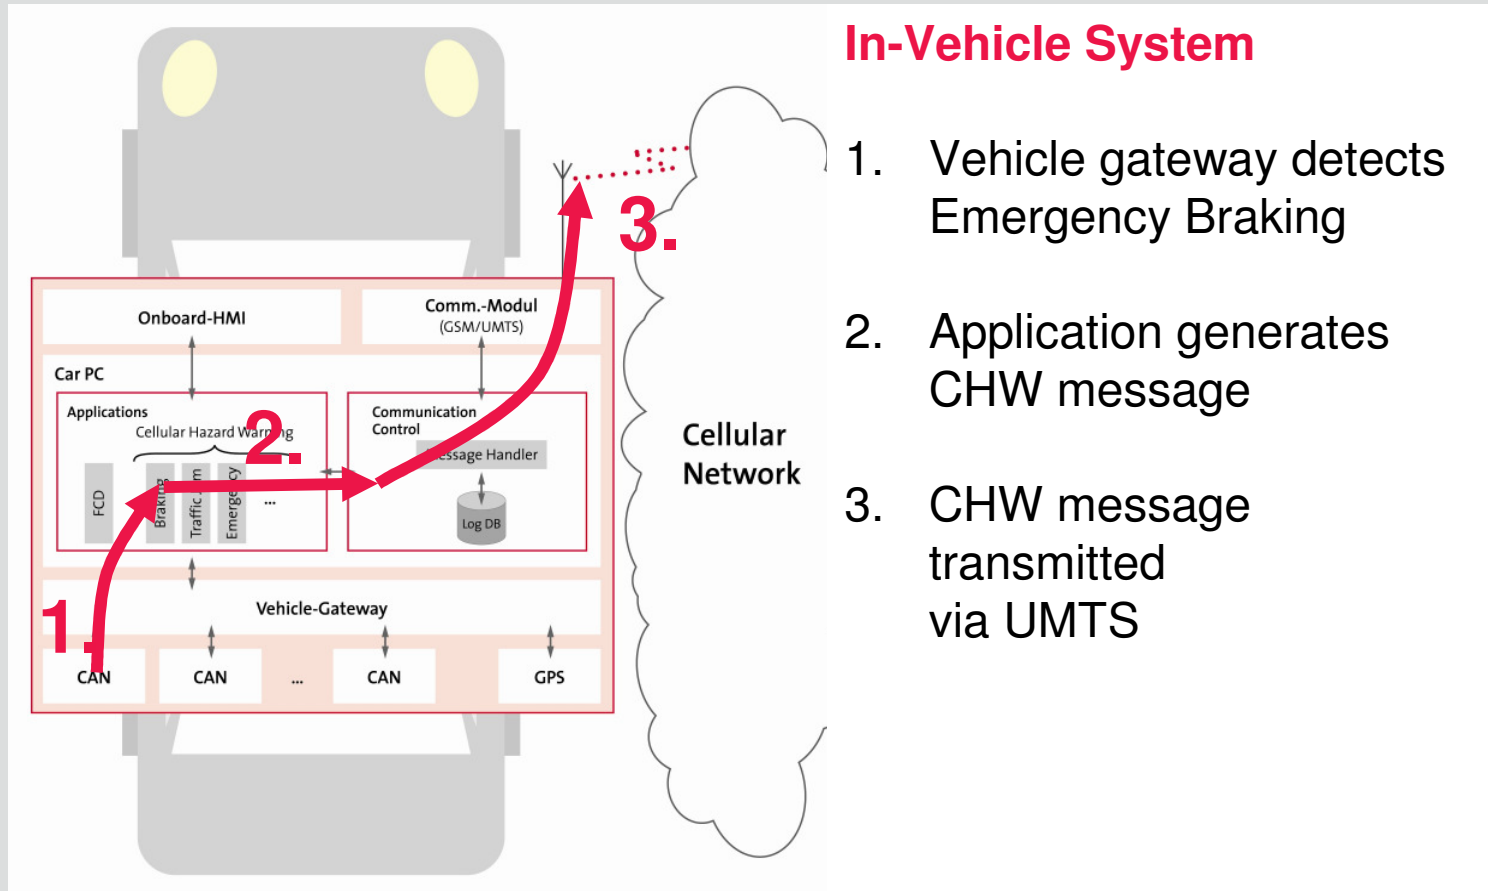 In-Vehicle System
1. Vehicle gateway detects
Emergency Braking
2. Application generates
CHW message
3. CHW message
transmitted
via UMTS
3.
Onboard-HMI
Comm.-Modul
(GSM/UMTS)
Car PC
Applications
Cellular Hazard Warning
2.
FCD
Braking
Traffic Jam
Emergency
...
Communication
Control
Message Handler
Log DB
Cellular
Network
Vehicle-Gateway
1.
CAN
CAN
...
CAN
GPS